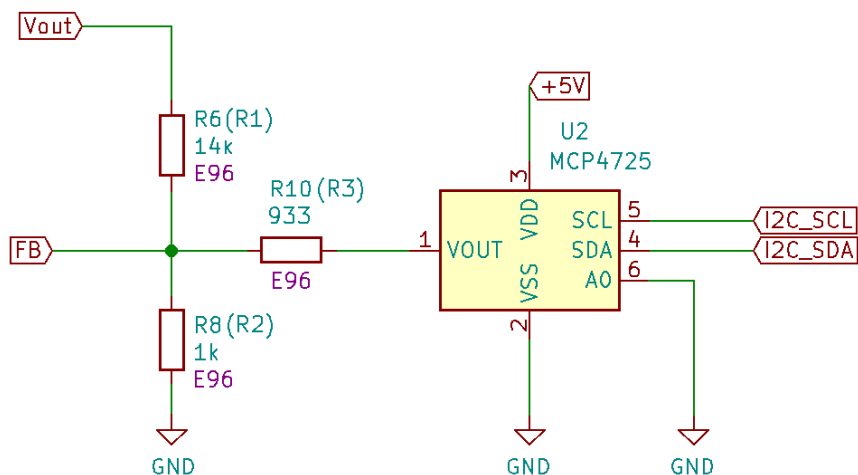 Vout
R6(R1)
14k
E96
+5V
U2
MCP4725
R10(R3)
933
E96
FB
1
VOUT
3
VDD
VSS
2
SCL
SDA
A0
5
4
6
I2C_SCL
I2C_SDA
R8(R2)
1k
E96
GND
GND
GND